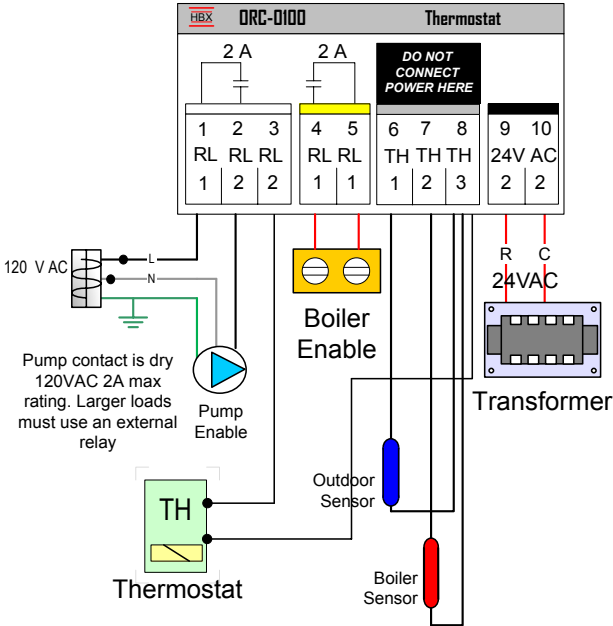 HBX ORC-0100 Thermostat
2 A 2 A
DO NOT
CONNECT
POWER HERE
1 2 3 4 5 6 7 8 9 10
RL RL RL RL RL TH TH TH 24V AC
1 2 2 1 1 1 2 3 2 2
120 V AC
L
N
R C
24VAC
Boiler
Enable
Transformer
Pump contact is dry
120VAC 2A max
rating. Larger loads
must use an external
relay
Pump
Enable
Outdoor
Sensor
TH
Thermostat
Boiler
Sensor